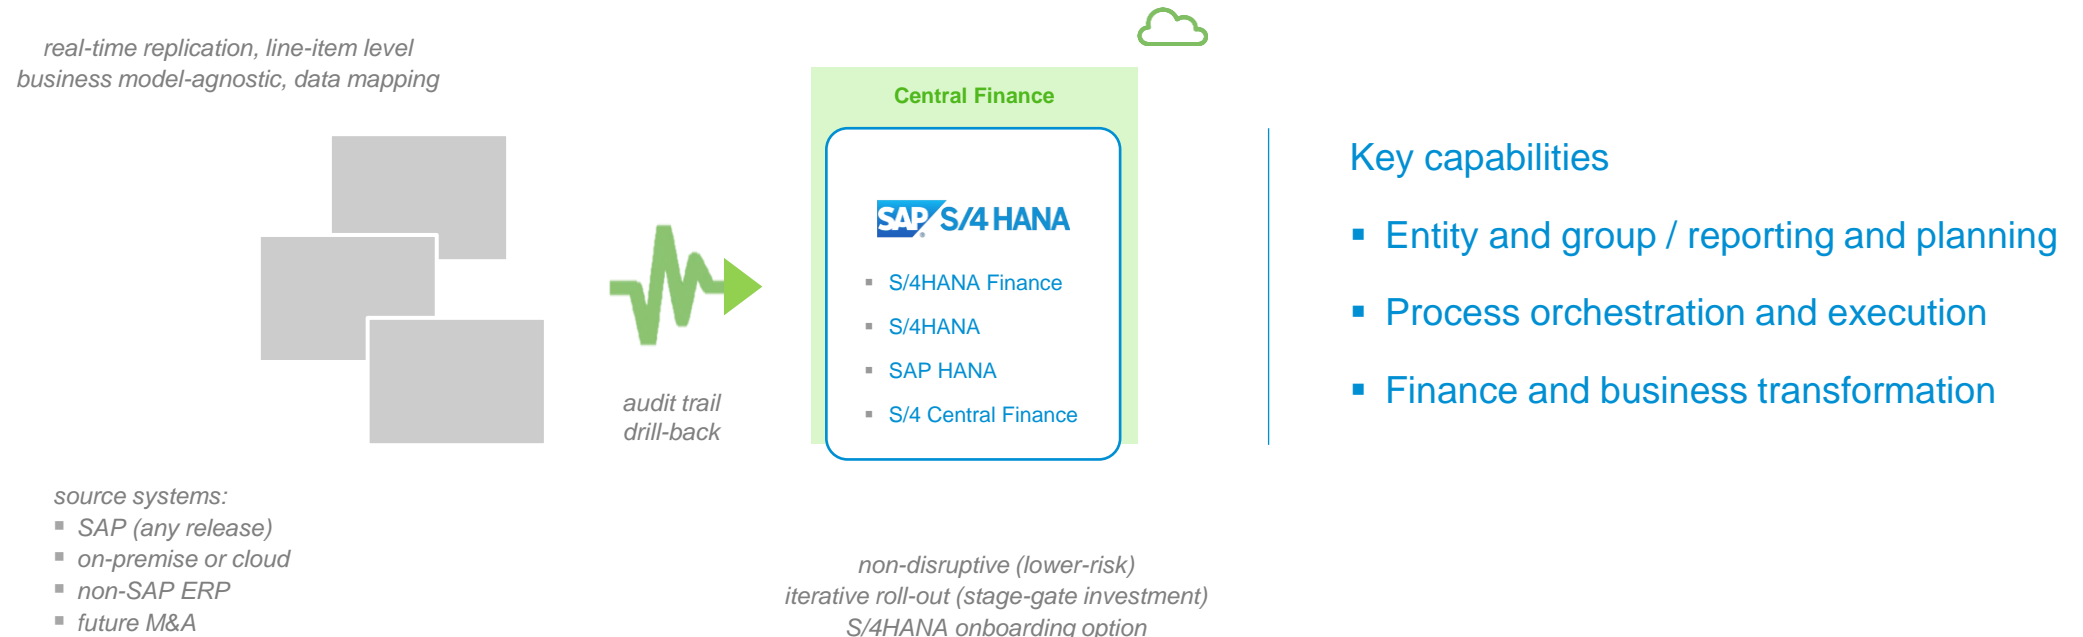 real-time replication, line-item level
business model-agnostic, data mapping
Central Finance
SAP S/4 HANA
▪ S/4HANA Finance
▪ S/4HANA
▪ SAP HANA
▪ S/4 Central Finance
audit trail
drill-back
source systems:
▪ SAP (any release)
▪ on-premise or cloud
▪ non-SAP ERP
▪ future M&A
non-disruptive (lower-risk)
iterative roll-out (stage-gate investment)
S/4HANA onboarding option
Key capabilities
▪ Entity and group / reporting and planning
▪ Process orchestration and execution
▪ Finance and business transformation